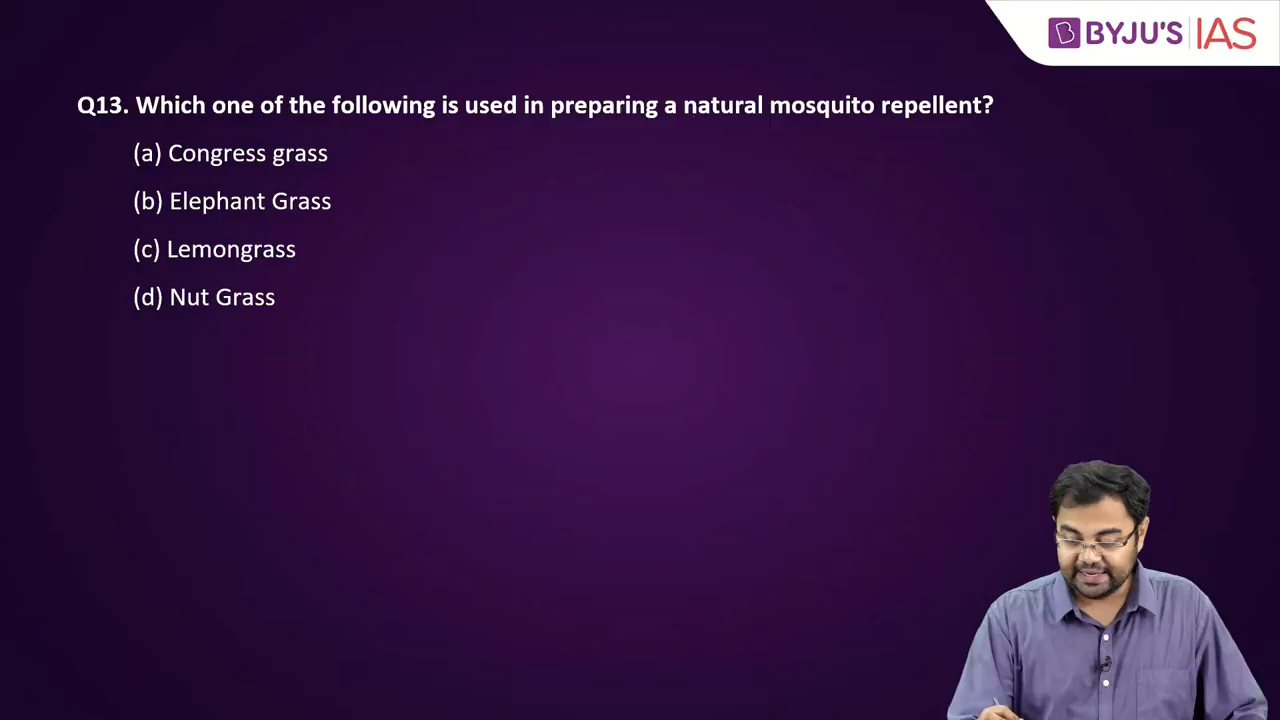 BYJU'S IAS
Q13. Which one of the following is used in preparing a natural mosquito repellent?
(a) Congress grass
(b) Elephant Grass
(c) Lemongrass
(d) Nut Grass